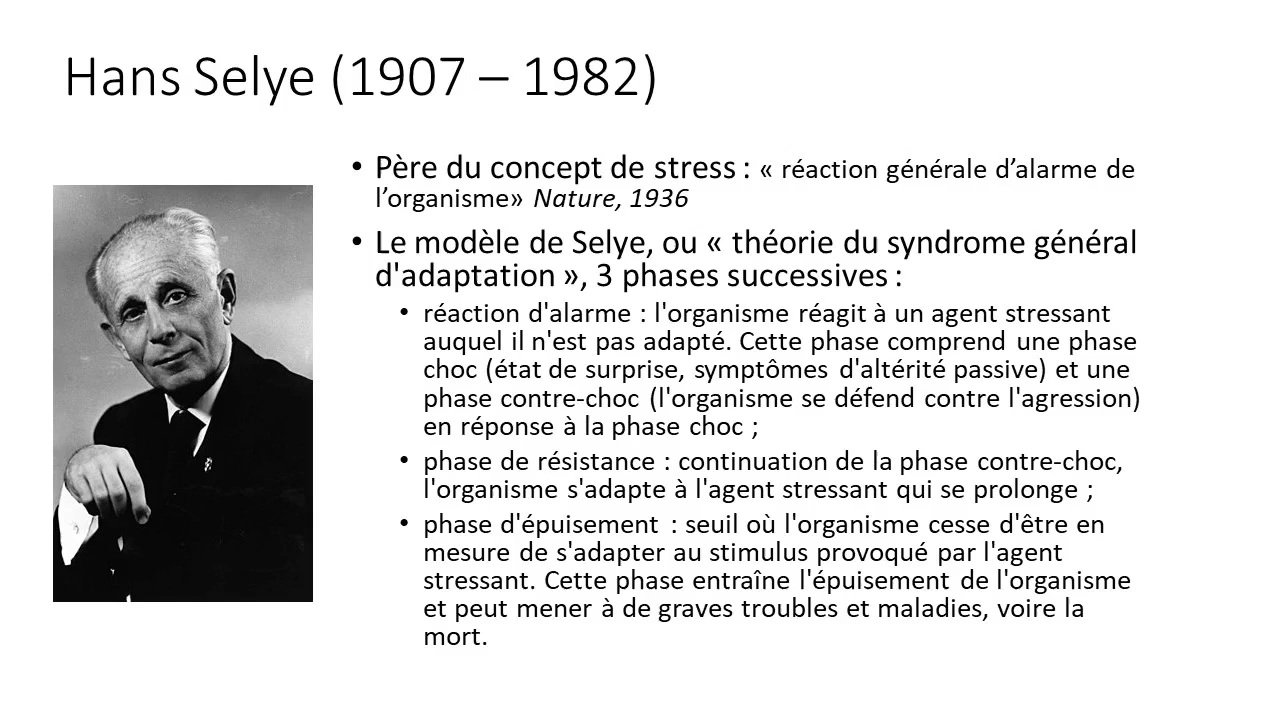 Hans Selye (1907 – 1982)
• Père du concept de stress : « réaction générale d’alarme de
l’organisme» Nature, 1936
• Le modèle de Selye, ou « théorie du syndrome général
d'adaptation », 3 phases successives :
• réaction d'alarme : l'organisme réagit à un agent stressant
auquel il n'est pas adapté. Cette phase comprend une phase
choc (état de surprise, symptômes d'altérité passive) et une
phase contre-choc (l'organisme se défend contre l'agression)
en réponse à la phase choc ;
• phase de résistance : continuation de la phase contre-choc,
l'organisme s'adapte à l'agent stressant qui se prolonge ;
• phase d'épuisement : seuil où l'organisme cesse d'être en
mesure de s'adapter au stimulus provoqué par l'agent
stressant. Cette phase entraîne l'épuisement de l'organisme
et peut mener à de graves troubles et maladies, voire la
mort.